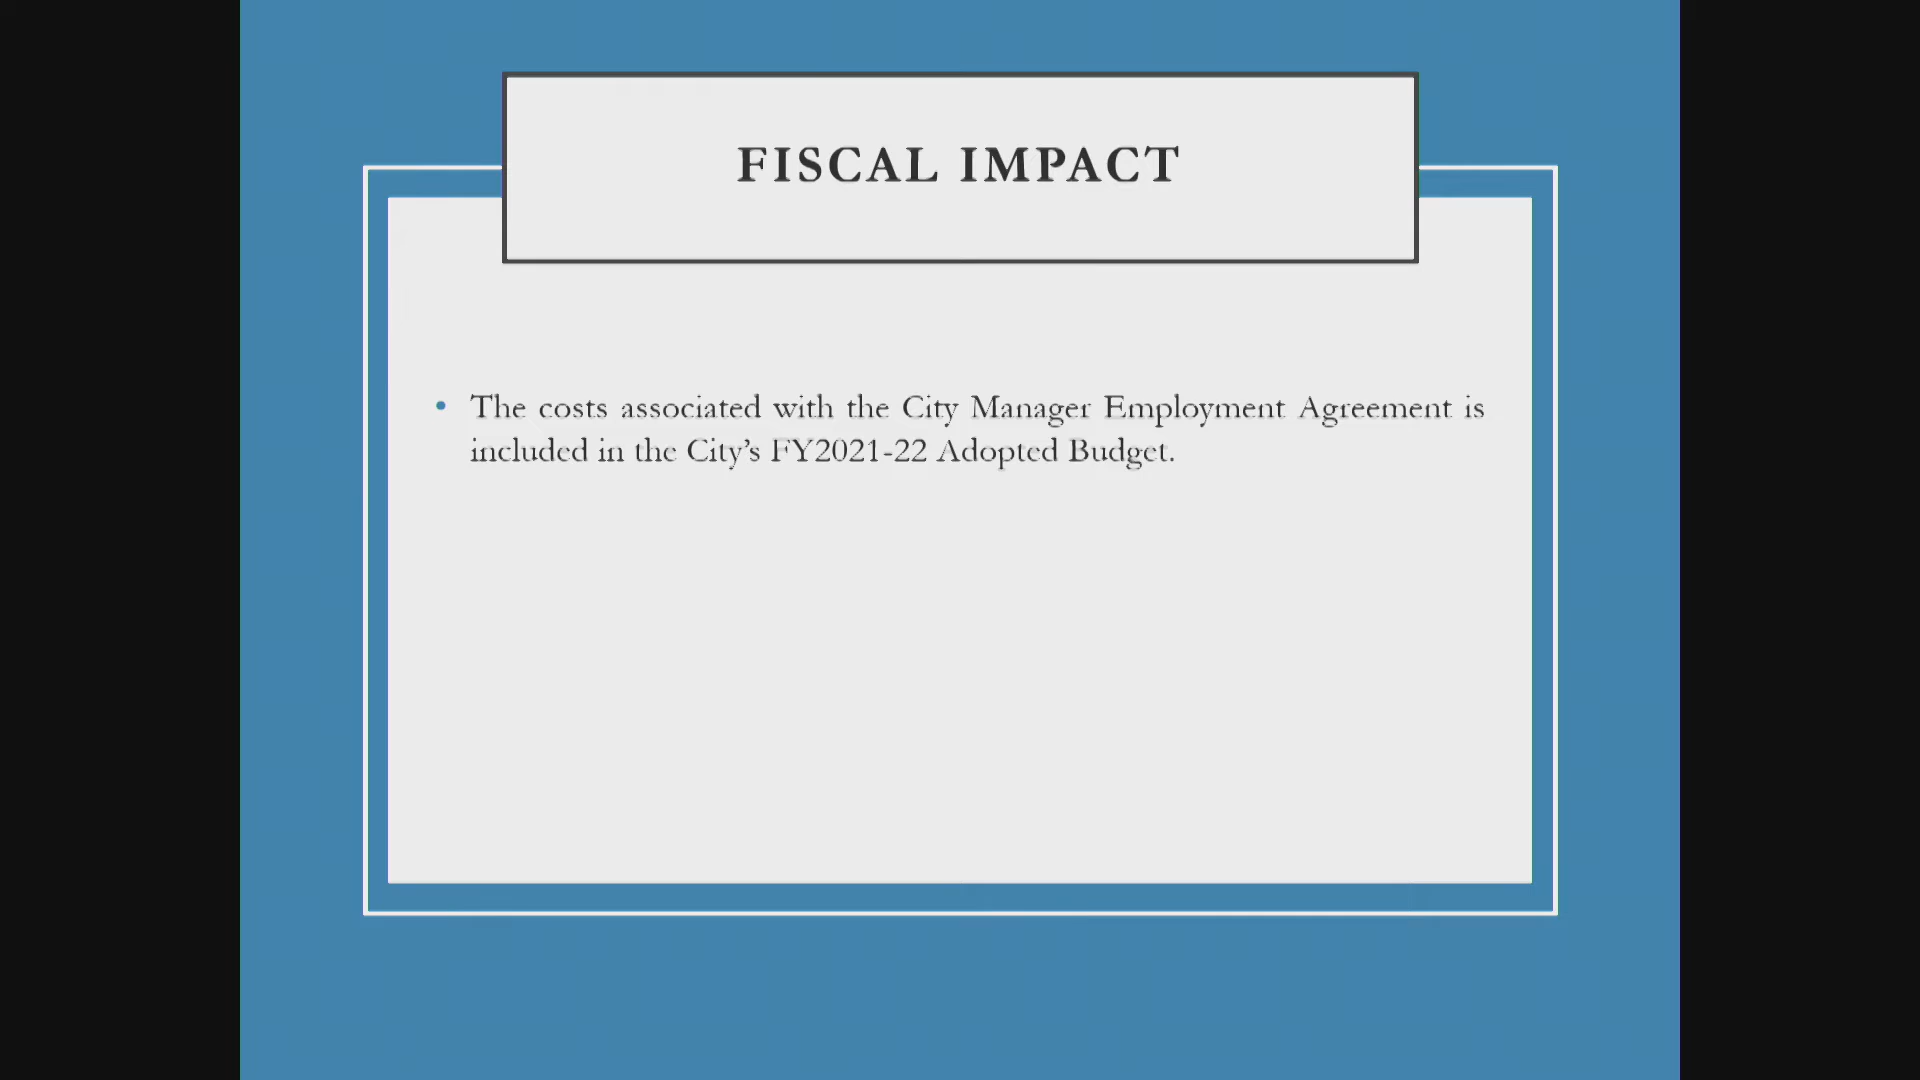 FISCAL IMPACT
• The costs associated with the City Manager Employment Agreement is
included in the City’s FY2021-22 Adopted Budget.